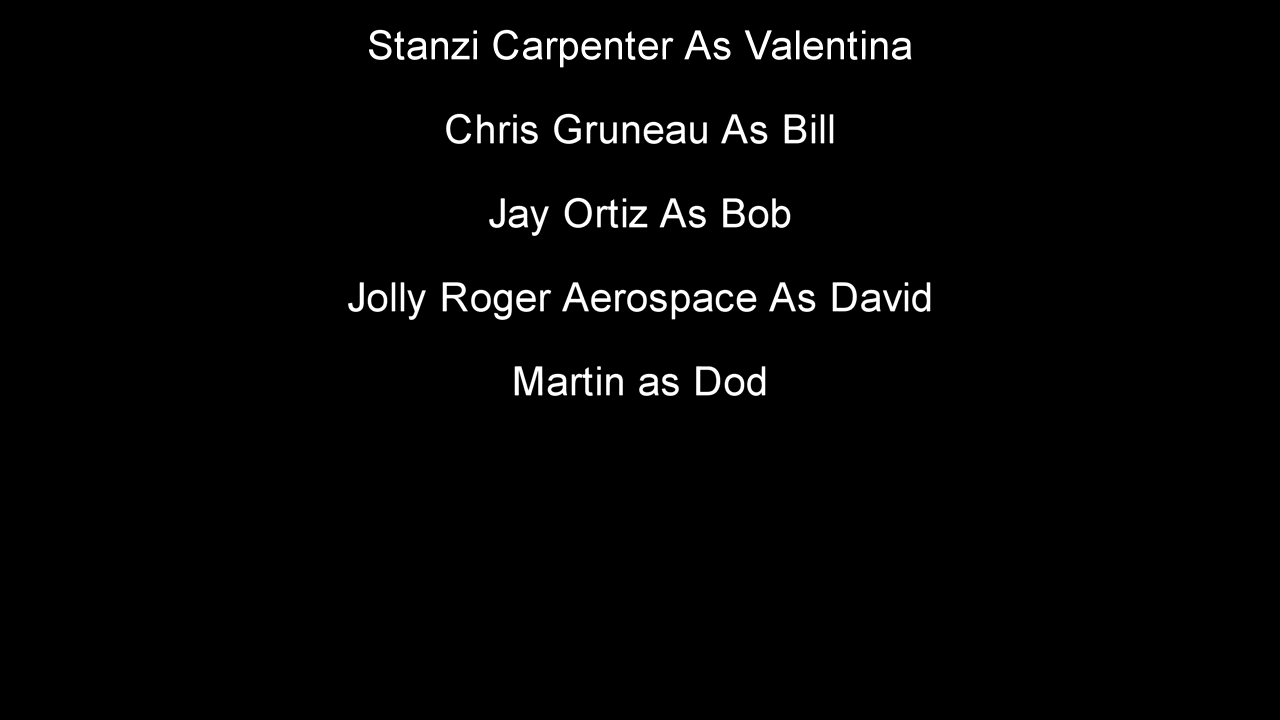 Stanzi Carpenter As Valentina
Chris Gruneau As Bill
Jay Ortiz As Bob
Jolly Roger Aerospace As David
Martin as Dod